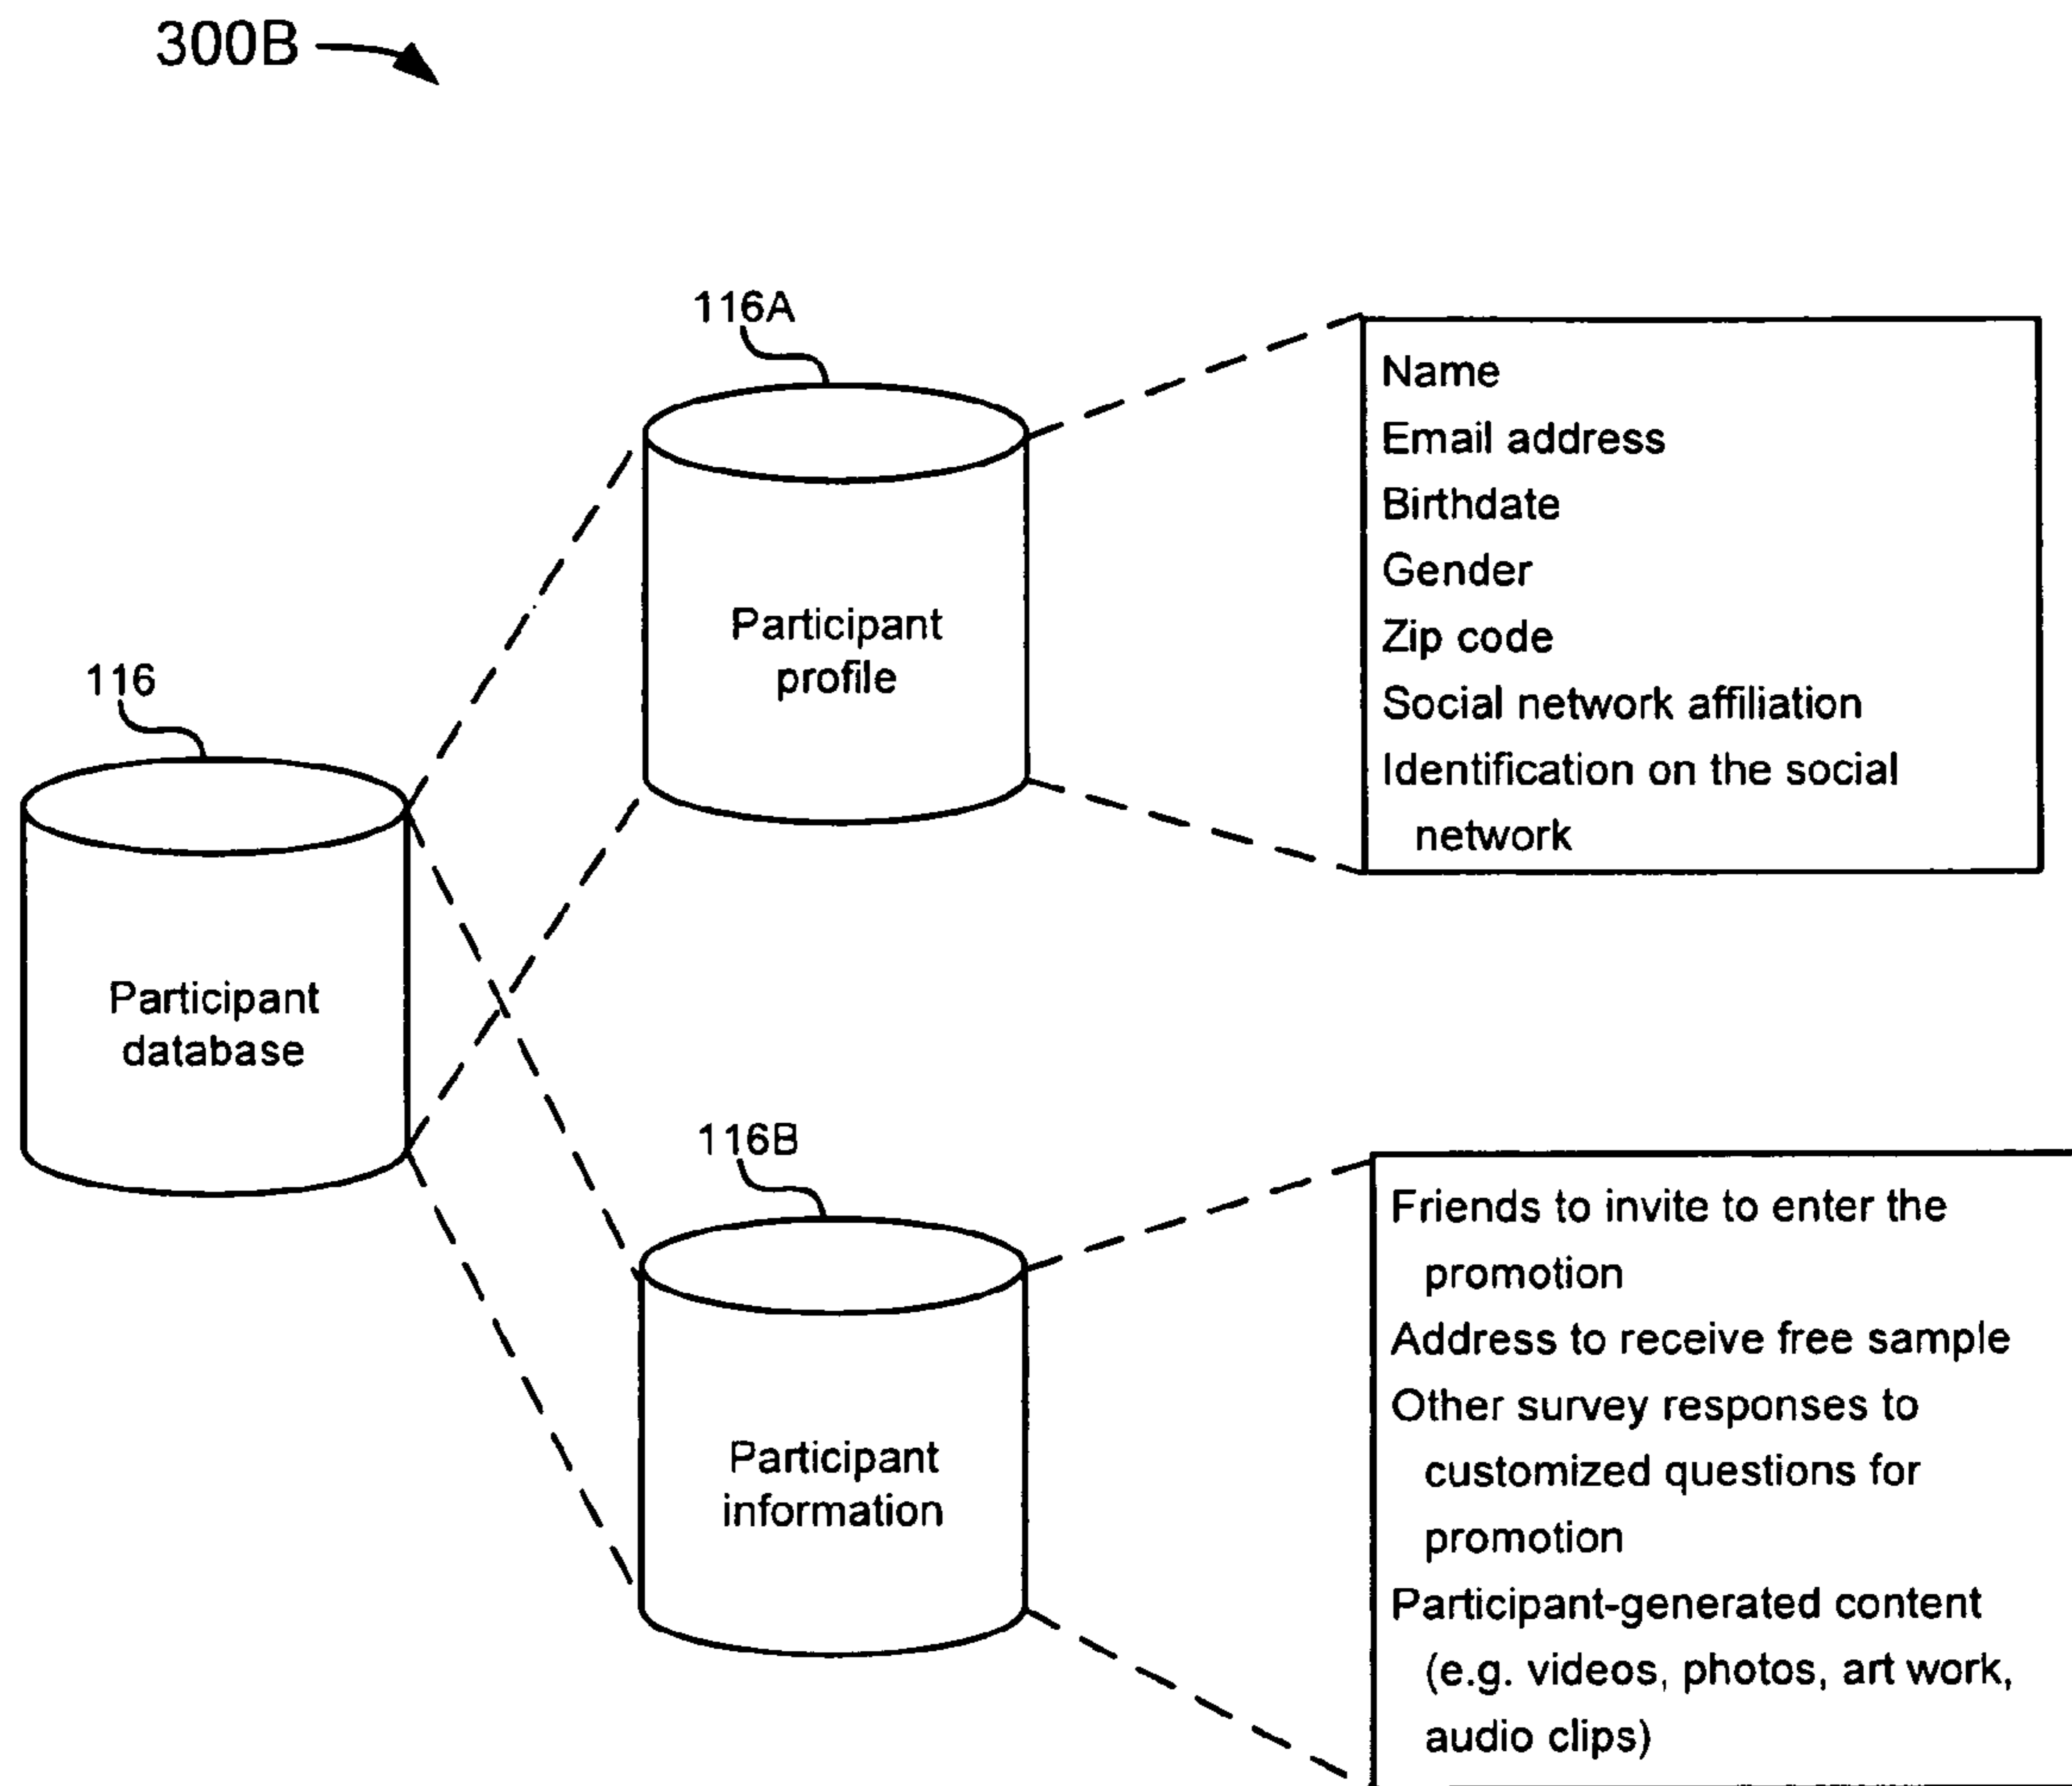 300B
116A
Participant
profile
Name
Email address
Birthdate
Gender
Zip code
Social network affiliation
Identification on the social
network
116
Participant
database
116B
Participant
information
Friends to invite to enter the
promotion
Address to receive free sample
Other survey responses to
customized questions for
promotion
Participant-generated content
(e.g. videos, photos, art work,
audio clips)